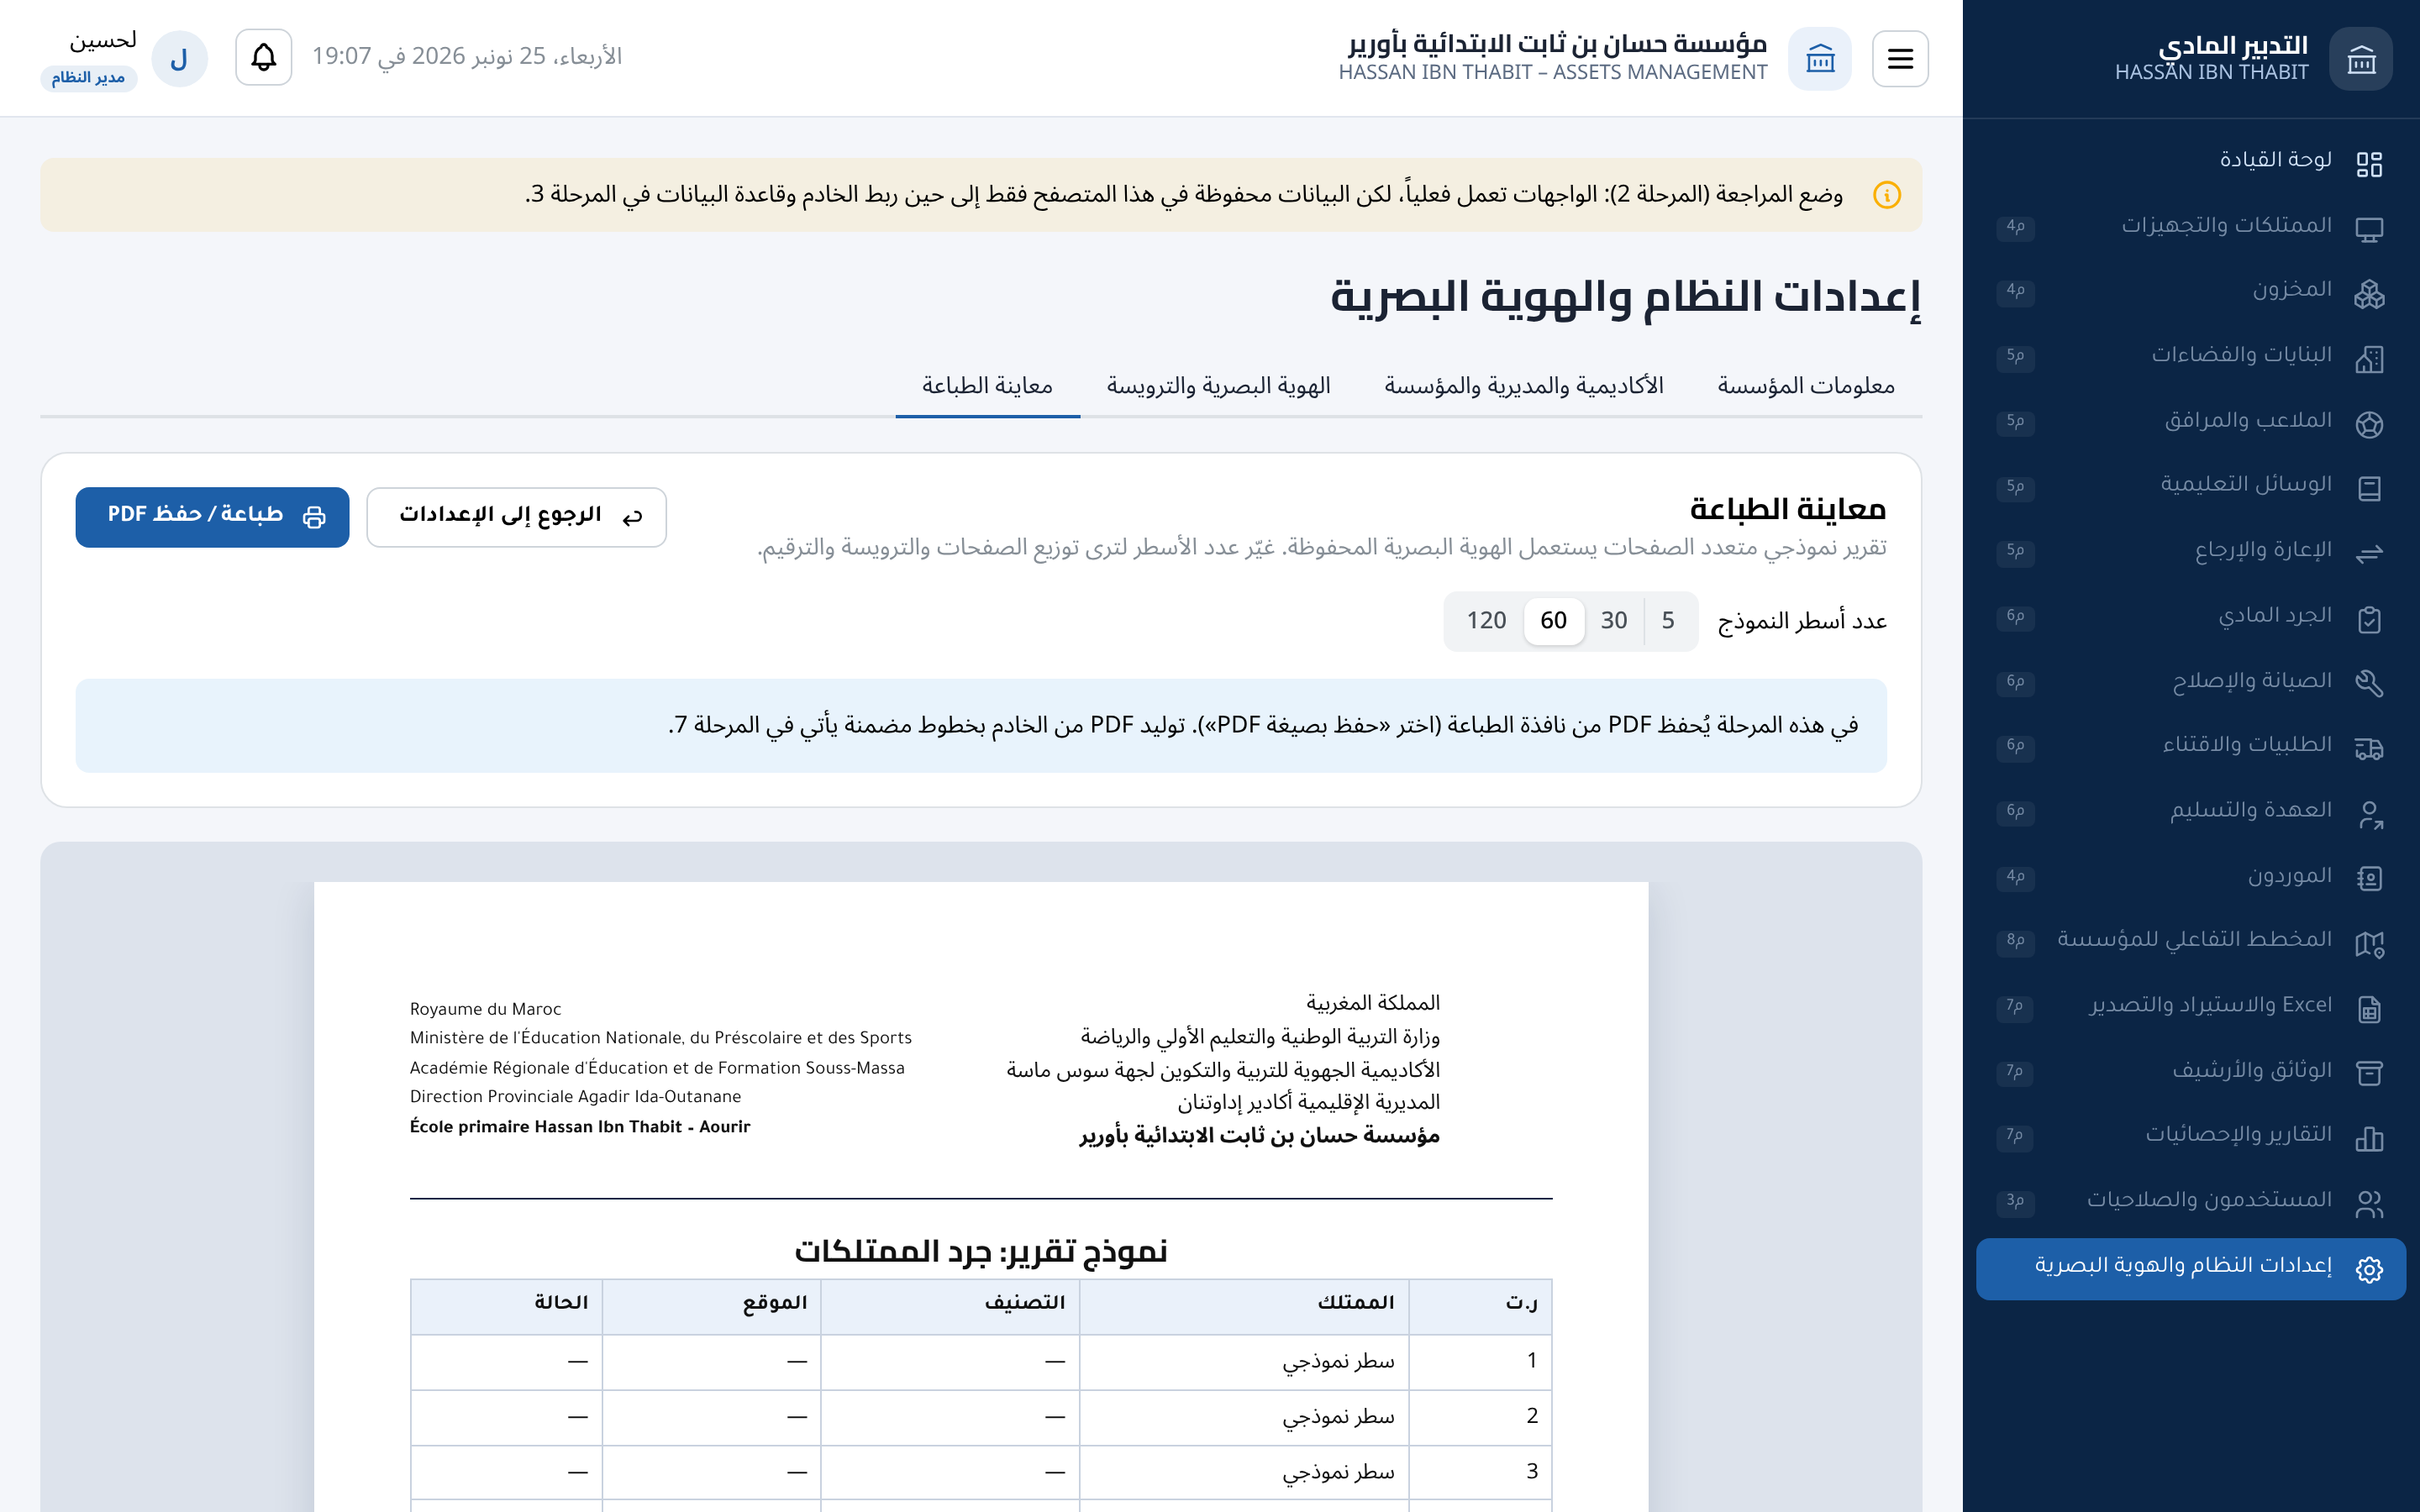 التدبير المادي
HASSAN IBN THABIT
لوحة القيادة
الممتلكات والتجهيزات م4
المخزون م4
البنايات والفضاءات م5
الملاعب والمرافق م5
الوسائل التعليمية م5
الإعارة والإرجاع م5
الجرد المادي م6
الصيانة والإصلاح م6
الطلبيات والاقتناء م6
العهدة والتسليم م6
الموردون م4
المخطط التفاعلي للمؤسسة م8
Excel والاستيراد والتصدير م7
الوثائق والأرشيف م7
التقارير والإحصائيات م7
المستخدمون والصلاحيات م3
إعدادات النظام والهوية البصرية
مؤسسة حسان بن ثابت الابتدائية بأورير
HASSAN IBN THABIT – ASSETS MANAGEMENT
الأربعاء، 25 نونبر 2026 في 19:07
ل
لحسين
مدير النظام
وضع المراجعة (المرحلة 2): الواجهات تعمل فعلياً، لكن البيانات محفوظة في هذا المتصفح فقط إلى حين ربط الخادم وقاعدة البيانات في المرحلة 3.
إعدادات النظام والهوية البصرية
معلومات المؤسسة
الأكاديمية والمديرية والمؤسسة
الهوية البصرية والترويسة
معاينة الطباعة
معاينة الطباعة
تقرير نموذجي متعدد الصفحات يستعمل الهوية البصرية المحفوظة. غيّر عدد الأسطر لترى توزيع الصفحات والترويسة والترقيم.
الرجوع إلى الإعدادات
طباعة / حفظ PDF
عدد أسطر النموذج 5 30 60 120
في هذه المرحلة يُحفظ PDF من نافذة الطباعة (اختر «حفظ بصيغة PDF»). توليد PDF من الخادم بخطوط مضمنة يأتي في المرحلة 7.
المملكة المغربية
وزارة التربية الوطنية والتعليم الأولي والرياضة
الأكاديمية الجهوية للتربية والتكوين لجهة سوس ماسة
المديرية الإقليمية أكادير إداوتنان
مؤسسة حسان بن ثابت الابتدائية بأورير
Royaume du Maroc
Ministère de l'Éducation Nationale, du Préscolaire et des Sports
Académie Régionale d'Éducation et de Formation Souss-Massa
Direction Provinciale Agadir Ida-Outanane
École primaire Hassan Ibn Thabit - Aourir
نموذج تقرير: جرد الممتلكات
ر.ت الممتلك التصنيف الموقع الحالة
1 سطر نموذجي — — —
2 سطر نموذجي — — —
3 سطر نموذجي — — —